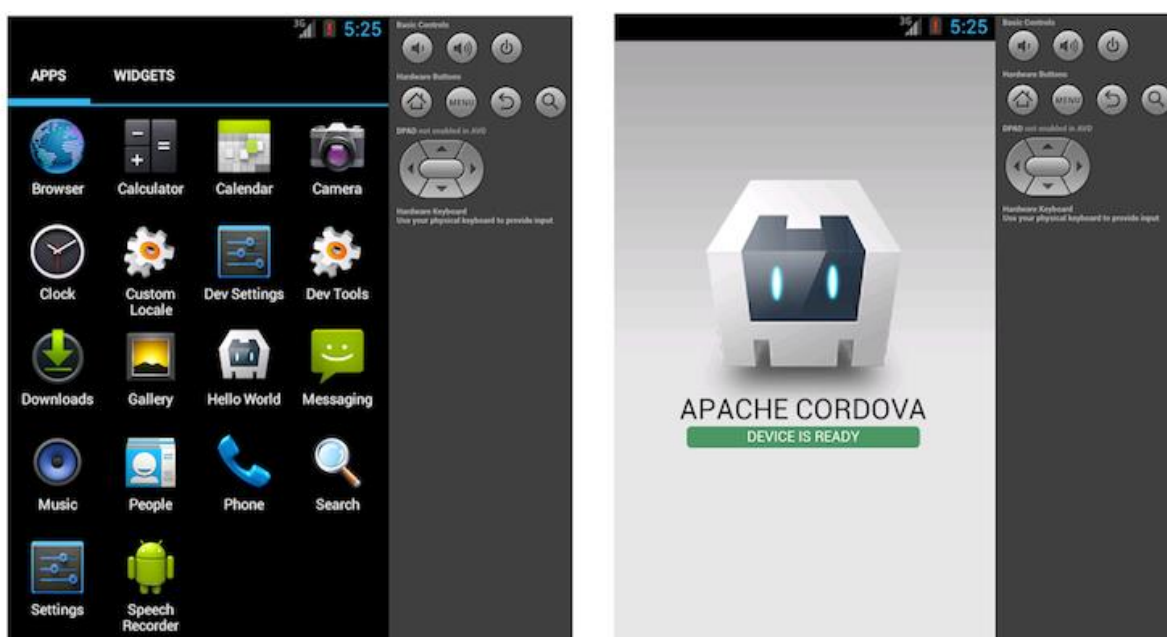 3G 5:25
APPS WIDGETS
Browser Calculator Calendar Camera
Clock Custom Locale Dev Settings Dev Tools
Downloads Gallery Hello World Messaging
Music People Phone Search
Settings Speech Recorder
Basic Controls
Hardware Buttons
MENU
DPAD not enabled in AVD
Hardware Keyboard
Use your physical keyboard to provide input
3G 5:25
APACHE CORDOVA
DEVICE IS READY
Basic Controls
Hardware Buttons
MENU
DPAD not enabled in AVD
Hardware Keyboard
Use your physical keyboard to provide input